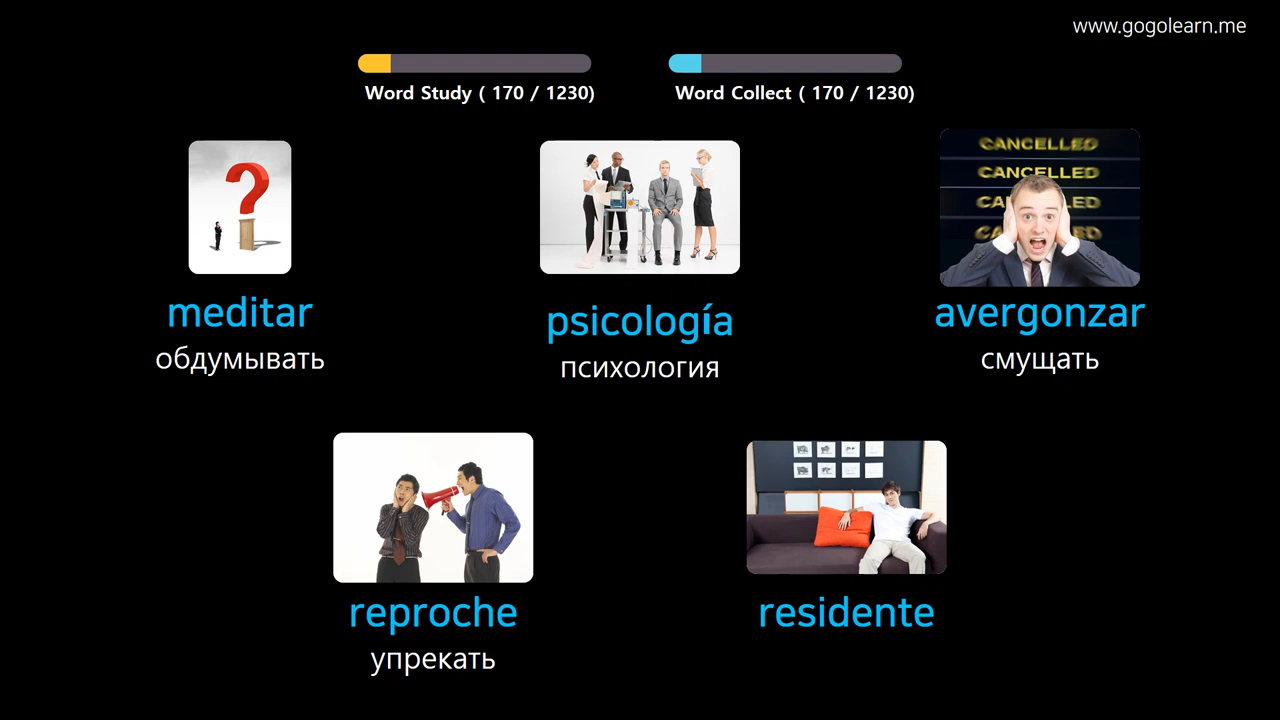 www.gogolearn.me
Word Study ( 170 / 1230)
Word Collect ( 170 / 1230)
CANCELLED
CANCELLED
meditar
обдумывать
psicología
психология
avergonzar
смущать
reproche
упрекать
residente